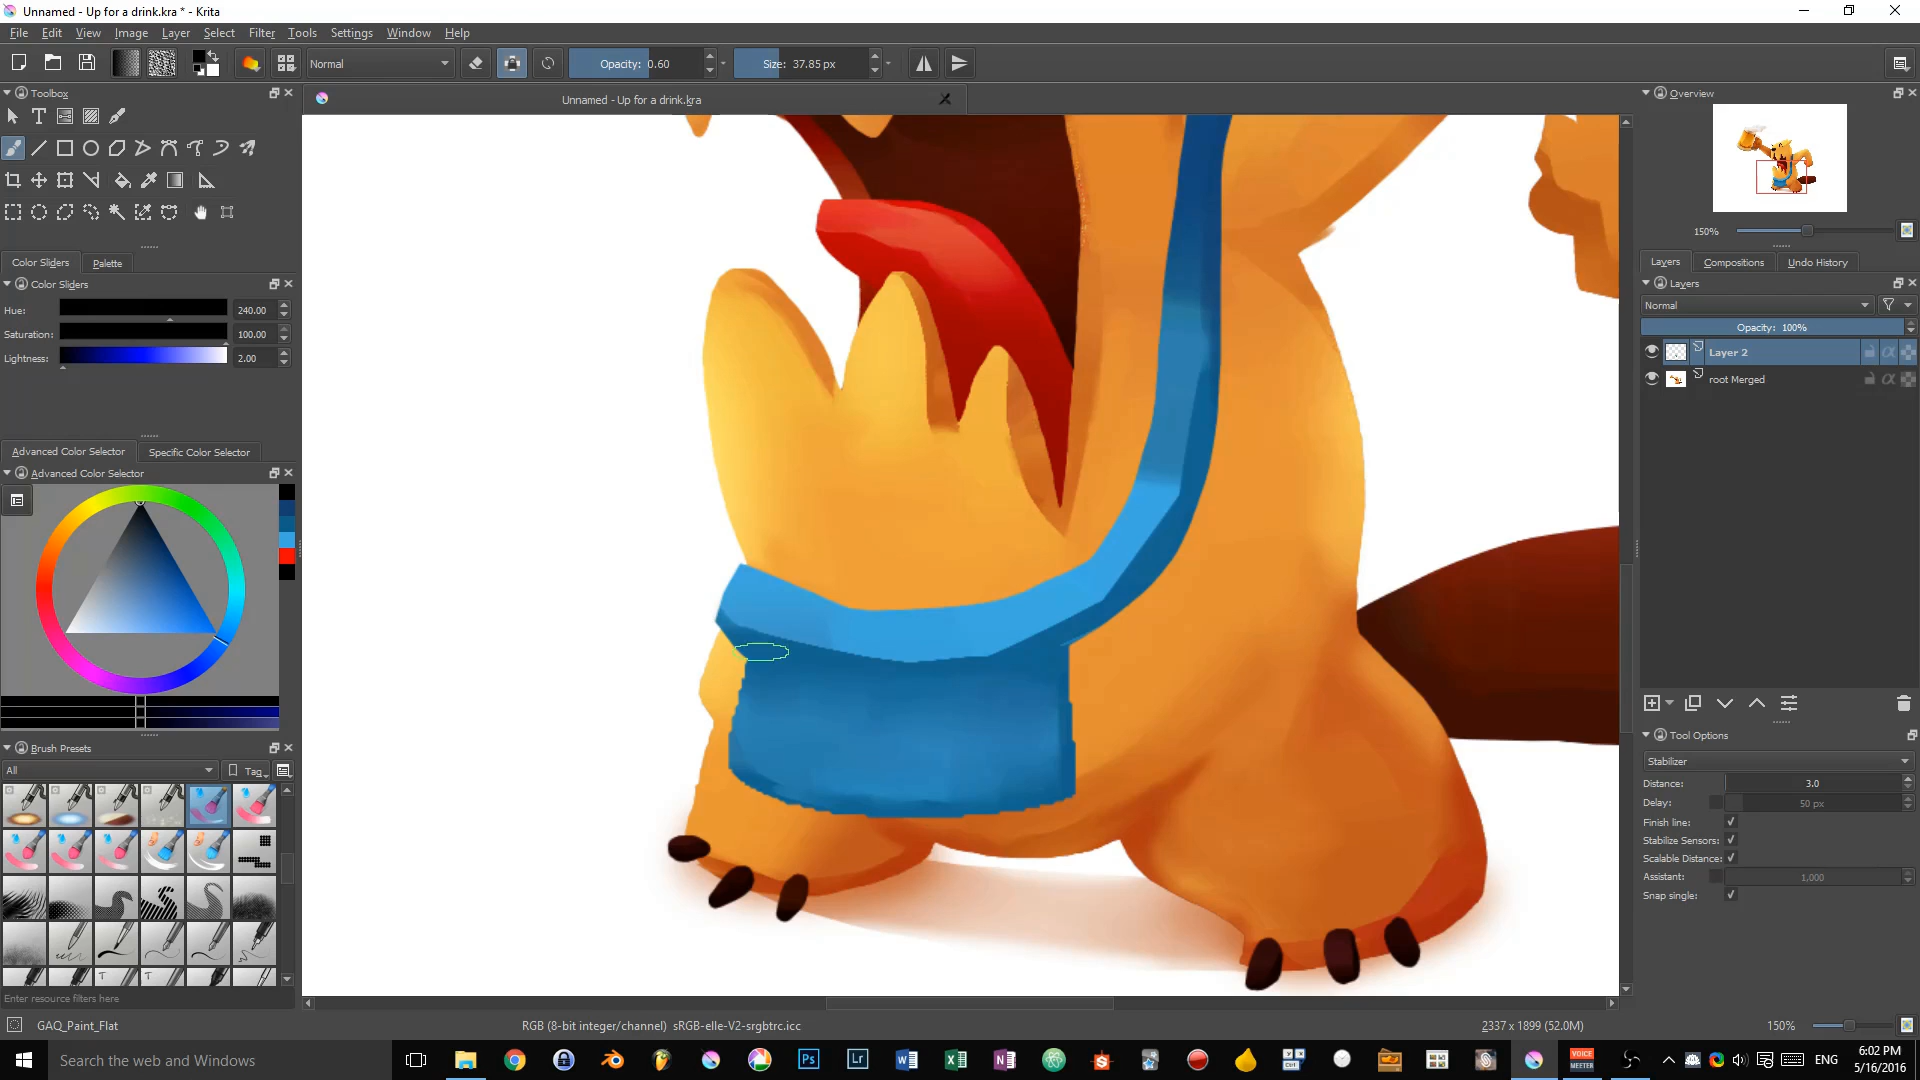 Unnamed - Up for a drink.kra * - Krita
File Edit View Image Layer Select Filter Tools Settings Window Help
Normal Opacity: 0.60 Size: 37.85 px
Toolbox
Unnamed - Up for a drink.kra
Overview
150%
Color Sliders Palette
Color Sliders
Hue: 240.00
Saturation: 100.00
Lightness: 2.00
Layers Compositions Undo History
Layers
Normal
Opacity: 100%
Layer 2
root Merged
Advanced Color Selector Specific Color Selector
Advanced Color Selector
Brush Presets
All Tag
Enter resource filters here
Tool Options
Stabilizer
Distance: 3.0
Delay: 50 px
Finish line:
Stabilize Sensors:
Scalable Distance:
Assistant: 1,000
Snap single:
GAQ_Paint_Flat
RGB (8-bit integer/channel) sRGB-elle-V2-srgbtrc.icc
2337 x 1899 (52.0M)
150%
Search the web and Windows
Ps
Lr
Ctrl
VOICE
MEETER
ENG
6:02 PM
5/16/2016